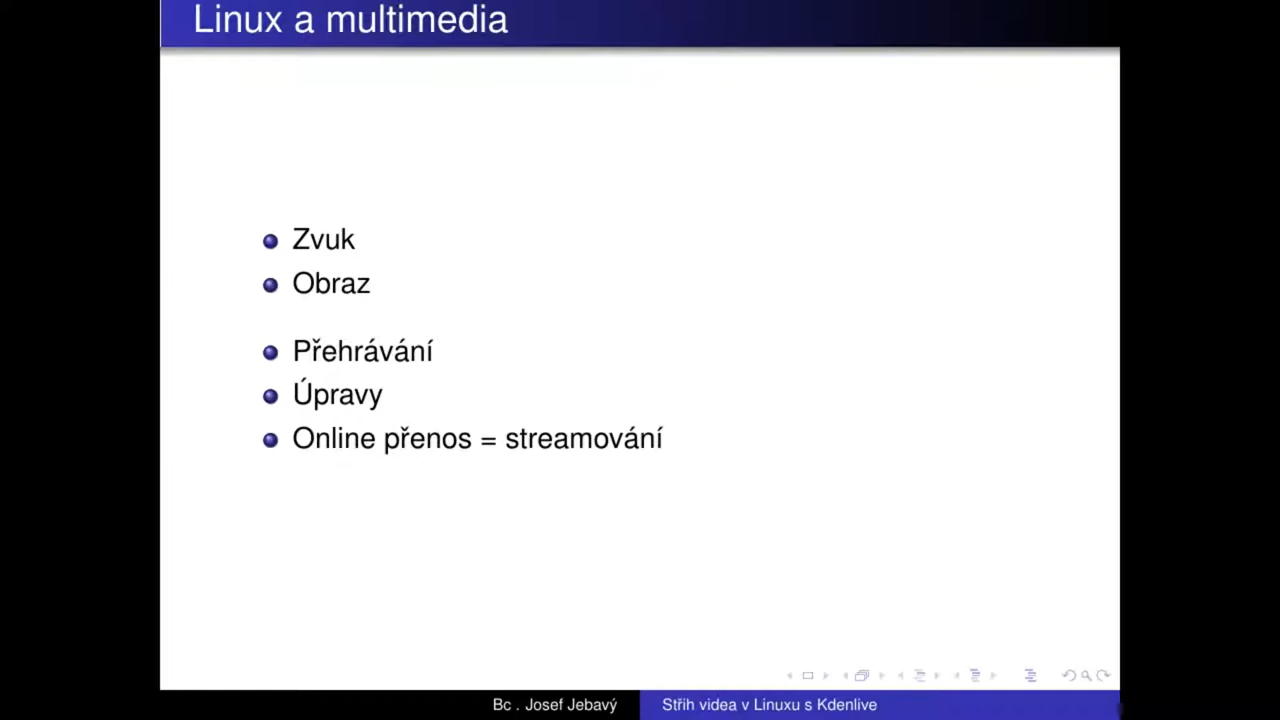 Linux a multimedia
Zvuk
Obraz
Přehrávání
Úpravy
Online přenos = streamování
Bc . Josef Jebavý
Střih videa v Linuxu s Kdenlive